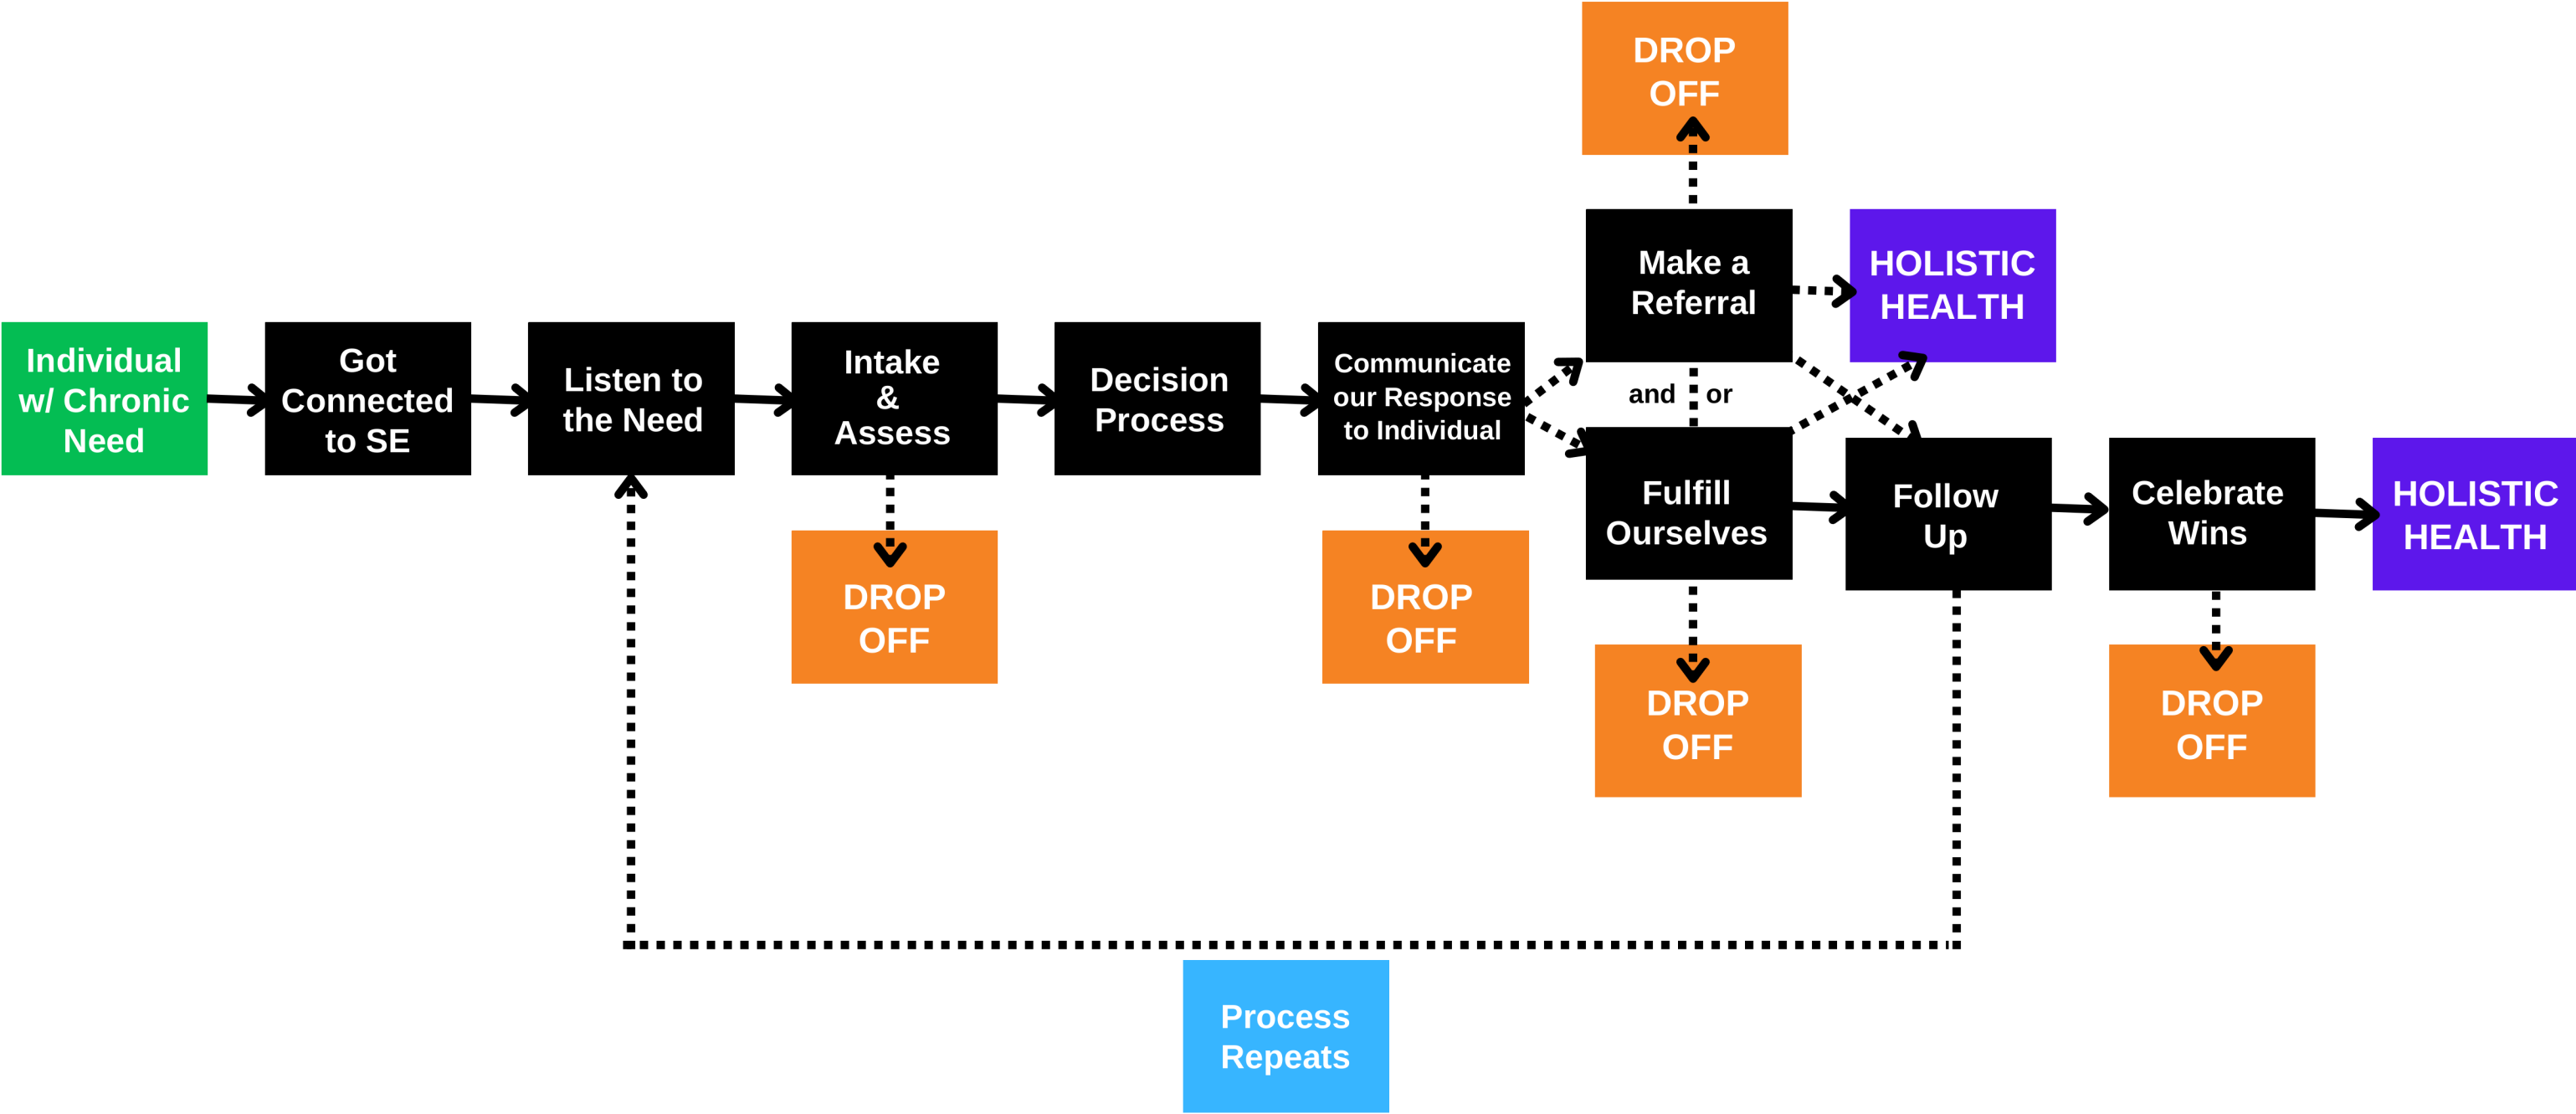 DROP
OFF
Make a
Referral
HOLISTIC
HEALTH
Individual
w/ Chronic
Need
Got
Connected
to SE
Listen to
the Need
Intake
&
Assess
Decision
Process
Communicate
our Response
to Individual
and or
Fulfill
Ourselves
Follow
Up
Celebrate
Wins
HOLISTIC
HEALTH
DROP
OFF
DROP
OFF
DROP
OFF
DROP
OFF
Process
Repeats